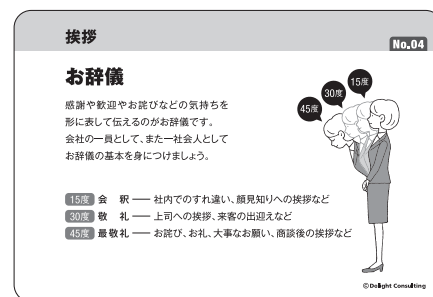 挨拶
No.04
お辞儀
感謝や歓迎やお詫びなどの気持ちを
形に表して伝えるのがお辞儀です。
会社の一員として、また一社会人として
お辞儀の基本を身につけましょう。
15度
30度
45度
15度 会 釈 ── 社内でのすれ違い、顔見知りへの挨拶など
30度 敬 礼 ── 上司への挨拶、来客の出迎えなど
45度 最敬礼 ── お詫び、お礼、大事なお願い、商談後の挨拶など
©Delight Consulting